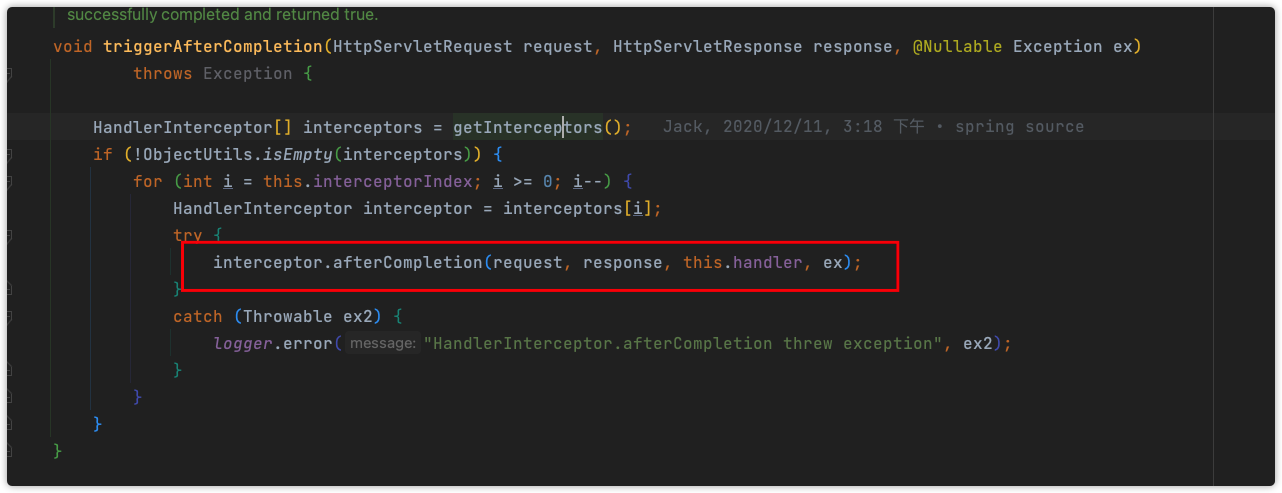 successfully completed and returned true.
void triggerAfterCompletion(HttpServletRequest request, HttpServletResponse response, @Nullable Exception ex)
throws Exception {
HandlerInterceptor[] interceptors = getInterceptors(); Jack, 2020/12/11, 3:18 下午 • spring source
if (!ObjectUtils.isEmpty(interceptors)) {
for (int i = this.interceptorIndex; i >= 0; i--) {
HandlerInterceptor interceptor = interceptors[i];
try {
interceptor.afterCompletion(request, response, this.handler, ex);
}
catch (Throwable ex2) {
logger.error( message: "HandlerInterceptor.afterCompletion threw exception", ex2);
}
}
}
}